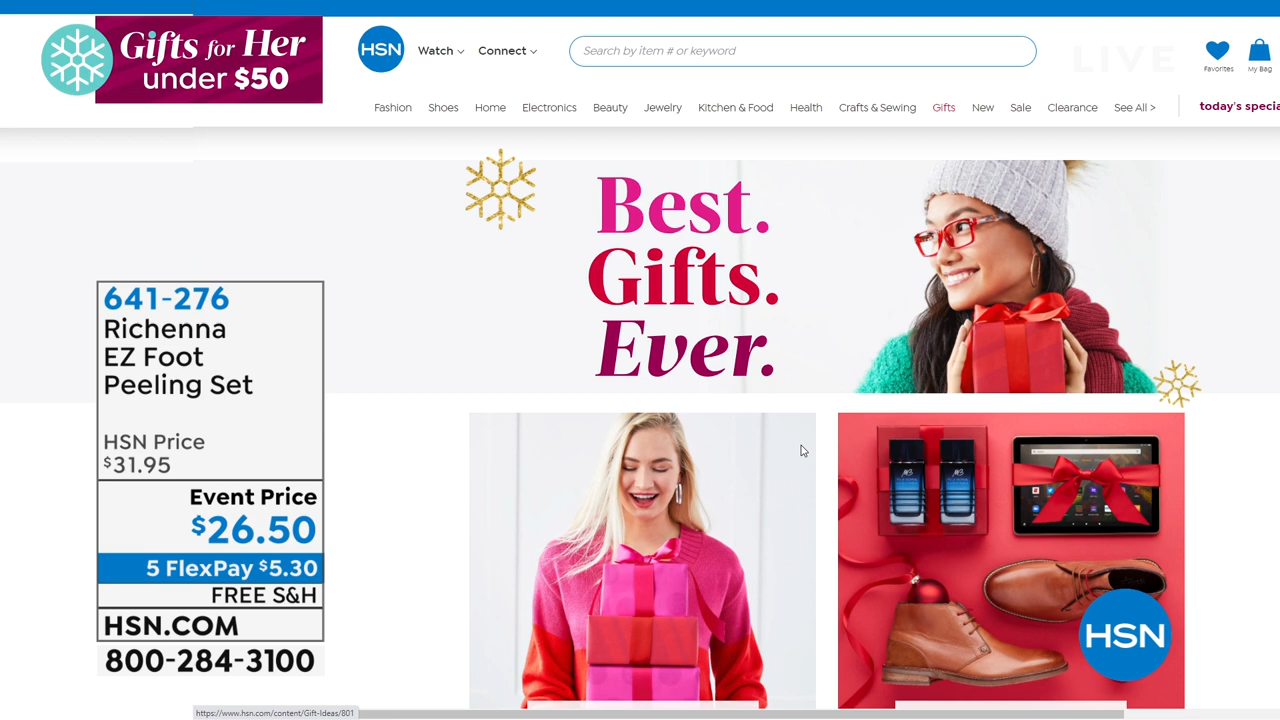 Gifts for Her
under $50
HSN
Watch
Connect
Search by item # or keyword
LIVE
Favorites
My Bag
Fashion
Shoes
Home
Electronics
Beauty
Jewelry
Kitchen & Food
Health
Crafts & Sewing
Gifts
New
Sale
Clearance
See All >
today's specia
Best.
Gifts.
Ever.
641-276
Richenna
EZ Foot
Peeling Set
HSN Price
$31.95
Event Price
$26.50
5 FlexPay $5.30
FREE S&H
HSN.COM
800-284-3100
HSN
https://www.hsn.com/content/Gift-Ideas/801